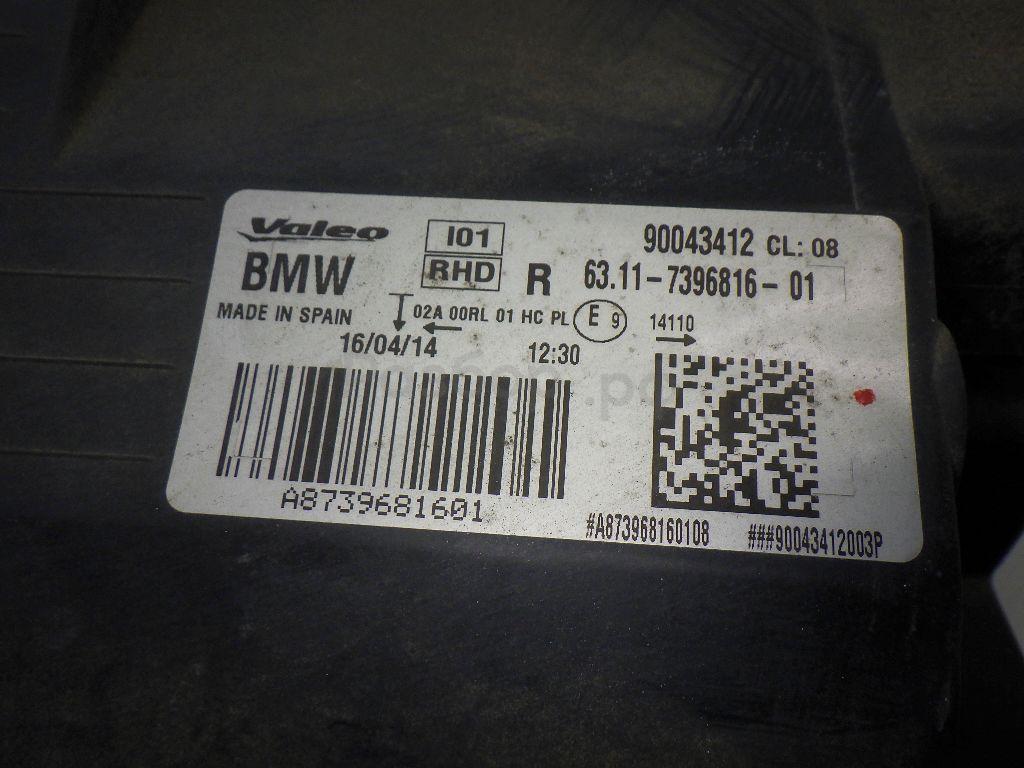 Valeo
I01
90043412 CL: 08
BMW
RHD
R
63.11-7396816-01
MADE IN SPAIN
02A 00RL 01 HC PL
E 9
14110
16/04/14
12:30
A8739681601
#A873968160108
###90043412003P